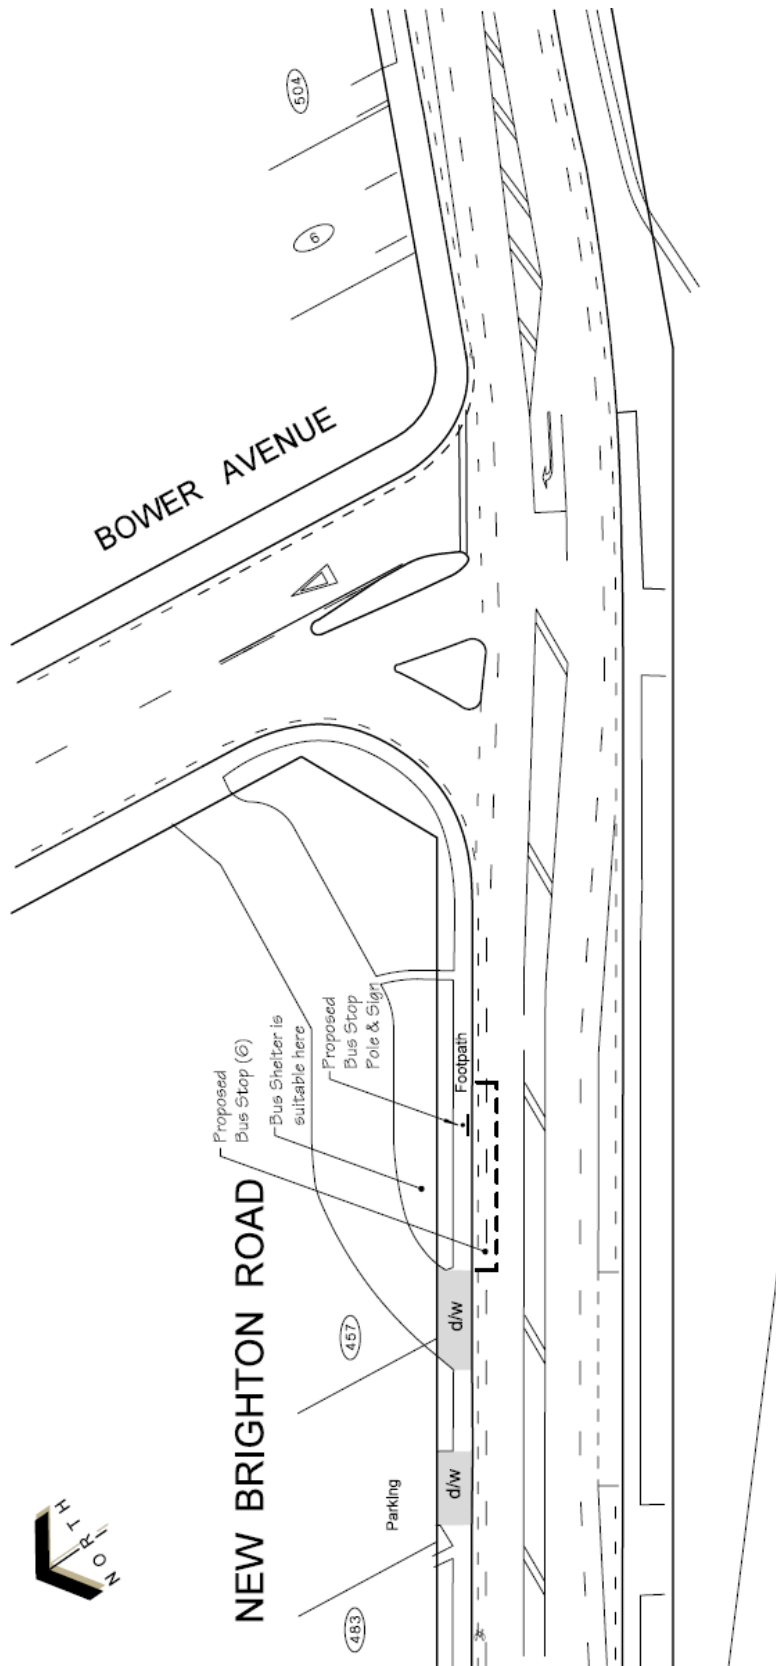 504
6
BOWER AVENUE
Proposed
Bus Stop (6)
Bus Shelter is
suitable here
Proposed
Bus Stop
Pole & Sign
Footpath
NEW BRIGHTON ROAD
457
d/w
d/w
Parking
483
NORTH